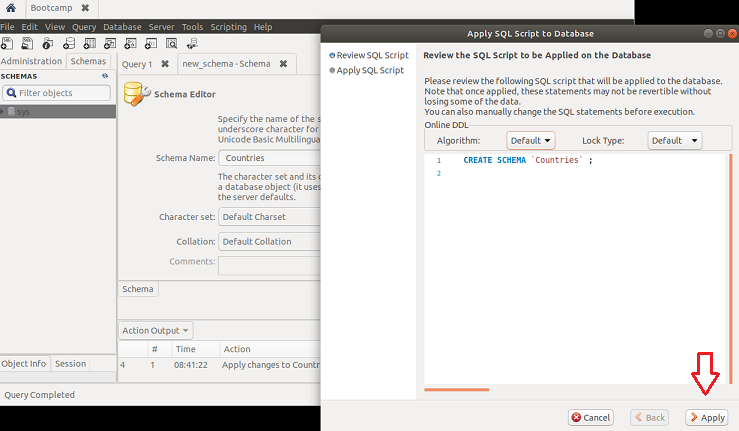 Bootcamp
File Edit View Query Database Server Tools Scripting Help
Administration Schemas
SCHEMAS
Filter objects
sys
Object Info Session
Query Completed
Query 1 new_schema - Schema
Schema Editor
Specify the name of the s
underscore character for
Unicode Basic Multilingua
Schema Name: Countries
The character set and its c
a database object (it uses
the server defaults.
Character set: Default Charset
Collation: Default Collation
Comments:
Schema
Action Output
# Time Action
4 1 08:41:22 Apply changes to Countr
Apply SQL Script to Database
Review SQL Script
Apply SQL Script
Review the SQL Script to be Applied on the Database
Please review the following SQL script that will be applied to the database.
Note that once applied, these statements may not be revertible without
losing some of the data.
You can also manually change the SQL statements before execution.
Online DDL
Algorithm: Default Lock Type: Default
1 CREATE SCHEMA `Countries` ;
2
Cancel Back Apply